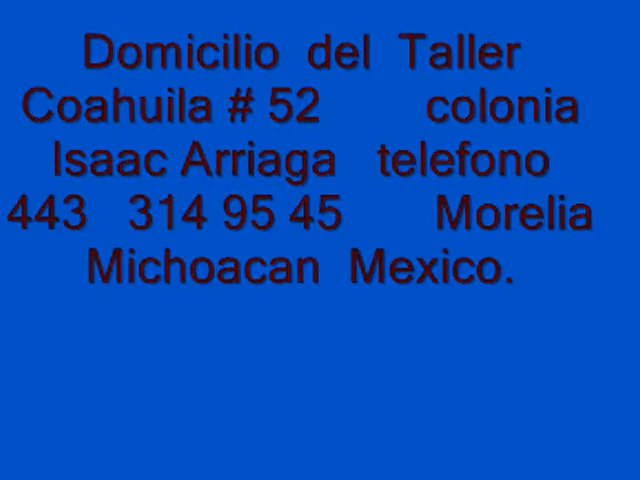 Domicilio del Taller
Coahuila # 52 colonia
Isaac Arriaga telefono
443 314 95 45 Morelia
Michoacan Mexico.